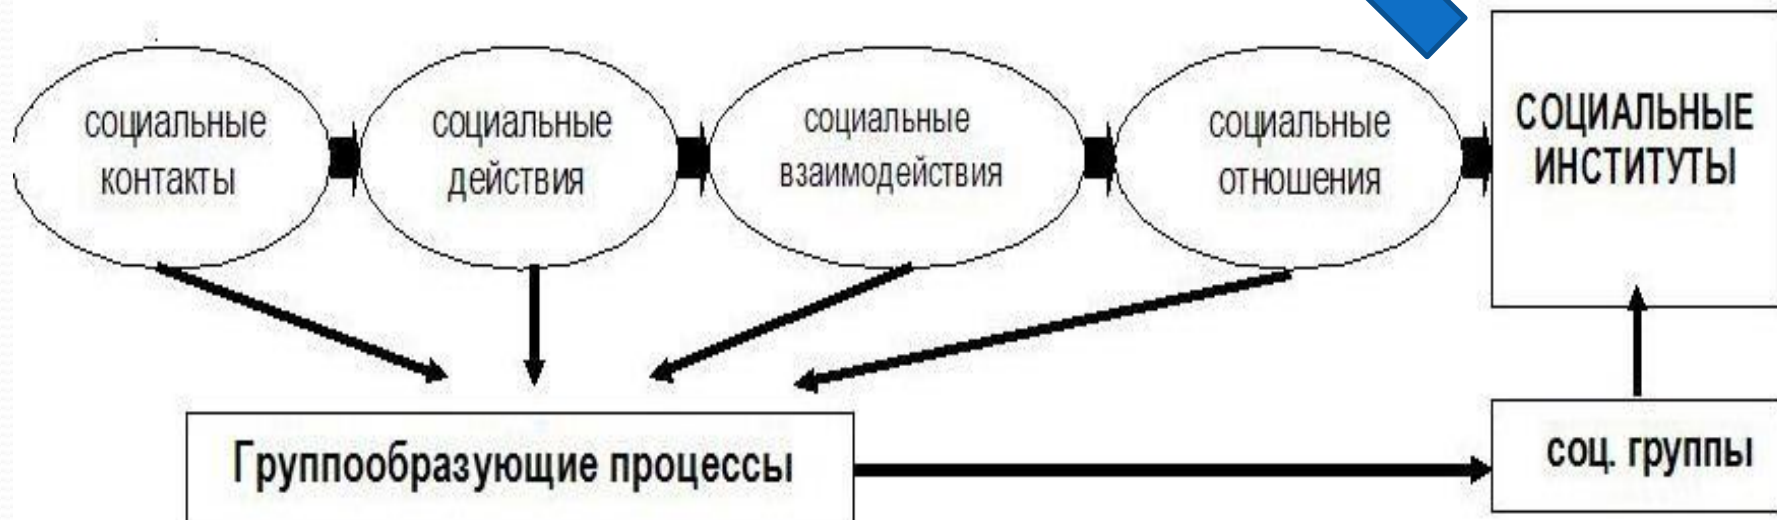 социальные
контакты
социальные
действия
социальные
взаимодействия
социальные
отношения
СОЦИАЛЬНЫЕ
ИНСТИТУТЫ
Группообразующие процессы
соц. группы